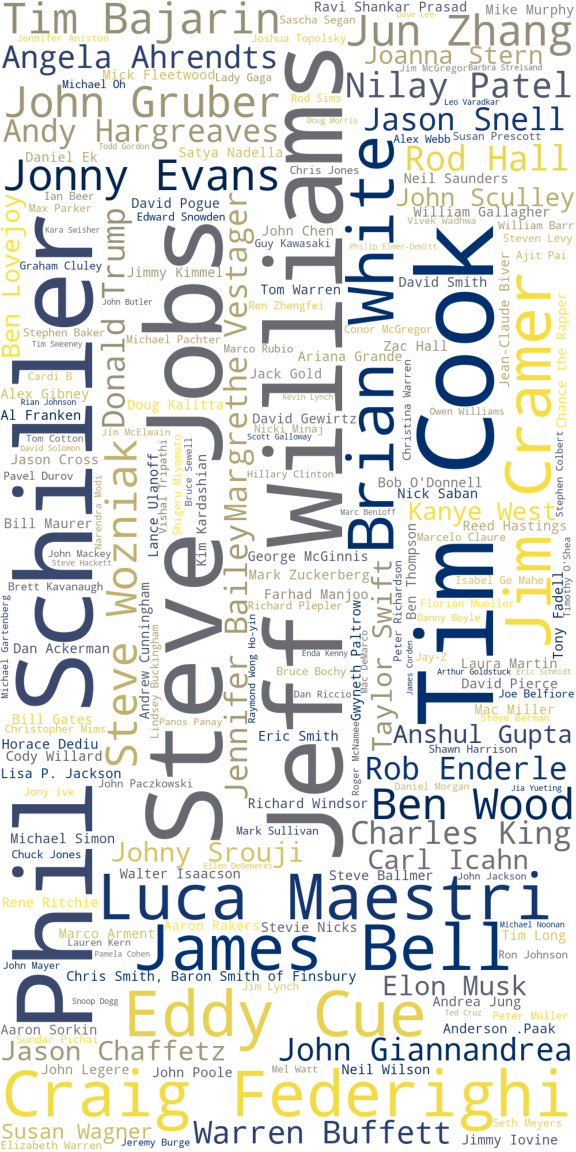 Ravi Shankar Prasad
Tim Bajarin
Sascha Segan
Dave Lee
Mike Murphy
Jun Zhang
Jennifer Aniston
Joshua Topolsky
Angela Ahrendts
Joanna Stern
Mick Fleetwood
Lady Gaga
Jim McGregor
Barbra Streisand
Michael Oh
Nilay Patel
John Gruber
Rod Sims
Leo Varadkar
Doug Morris
Jason Snell
Andy Hargreaves
Alex Webb
Susan Prescott
Todd Gordon
Daniel Ek
Satya Nadella
Rod Hall
Jonny Evans
Chris Jones
Neil Saunders
Ian Beer
David Pogue
John Sculley
Max Parker
Edward Snowden
William Gallagher
Vivek Wadhwa
William Barr
Kara Swisher
John Chen
Steven Levy
Guy Kawasaki
Philip Elmer-DeWitt
Ajit Pai
Graham Cluley
Jimmy Kimmel
David Smith
Tom Warren
John Butler
Ren Zhengfei
Stephen Baker
Conor McGregor
Tim Sweeney
Michael Pachter
Marco Rubio
Zac Hall
Ariana Grande
Cardi B
Jack Gold
Alex Gibney
Kevin Lynch
Rian Johnson
Doug Kalitta
Owen Williams
Al Franken
David Gewirtz
Nicki Minaj
Jim McElwain
Scott Galloway
Tom Cotton
David Solomon
Jason Cross
Pavel Durov
Hillary Clinton
Bob O'Donnell
Nick Saban
Marc Benioff
Kanye West
Bill Maurer
Reed Hastings
Marcelo Claure
John Mackey
George McGinnis
Steve Hackett
Mark Zuckerberg
Isabel Ge Mahe
Brett Kavanaugh
Farhad Manjoo
Richard Plepler
Florian Mueller
Danny Boyle
Dan Ackerman
Enda Kenny
Jay-Z
Laura Martin
Bruce Bochy
Arthur Goldstuck
Eric Schmidt
David Pierce
Dan Riccio
Joe Belfiore
Mac Miller
Bill Gates
Panos Panay
Steve Berman
Christopher Mims
Eric Smith
Anshul Gupta
Horace Dediu
Shawn Harrison
Cody Willard
Lisa P. Jackson
Rob Enderle
John Paczkowski
Daniel Morgan
Jia Yueting
Jony ive
Richard Windsor
Ben Wood
Mark Sullivan
Michael Simon
Charles King
Chuck Jones
Johny Srouji
Carl Icahn
Ellen DeGeneres
Walter Isaacson
Steve Ballmer
John Jackson
Rene Ritchie
Luca Maestri
Marco Arment
Aaron Rakers
Stevie Nicks
Michael Noonan
Tim Long
Lauren Kern
James Bell
Pamela Cohen
Ron Johnson
John Mayer
Chris Smith, Baron Smith of Finsbury
Jim Lynch
Elon Musk
Snoop Dogg
Andrea Jung
Eddy Cue
Ted Cruz
Peter Müller
Aaron Sorkin
Anderson .Paak
Sundar Pichai
Jason Chaffetz
John Giannandrea
John Legere
John Poole
Mel Watt
Neil Wilson
Craig Federighi
Seth Meyers
Susan Wagner
Warren Buffett
Jimmy Iovine
Elizabeth Warren
Jeremy Burge
Ben Lovejoy
Phil Schiller
Donald Trump
Steve Jobs
Margrethe Vestager
Jeff Williams
Brian White
Tim Cook
Jean-Claude Biver
Jim Cramer
Chance the Rapper
Christina Warren
Stephen Colbert
Narendra Modi
Steve Wozniak
Lance Ulanoff
Vishal Tripathi
Shigeru Miyamoto
Bruce Sewell
Kim Kardashian
Jennifer Bailey
Michael Gartenberg
Andrew Cunningham
Lindsey Buckingham
Raymond Wong Ho-yin
Roger McNamee
Gwyneth Paltrow
Mac DeMarco
Taylor Swift
Peter Richardson
Ben Thompson
James Corden
Tony Fadell
Timothy O'Shea